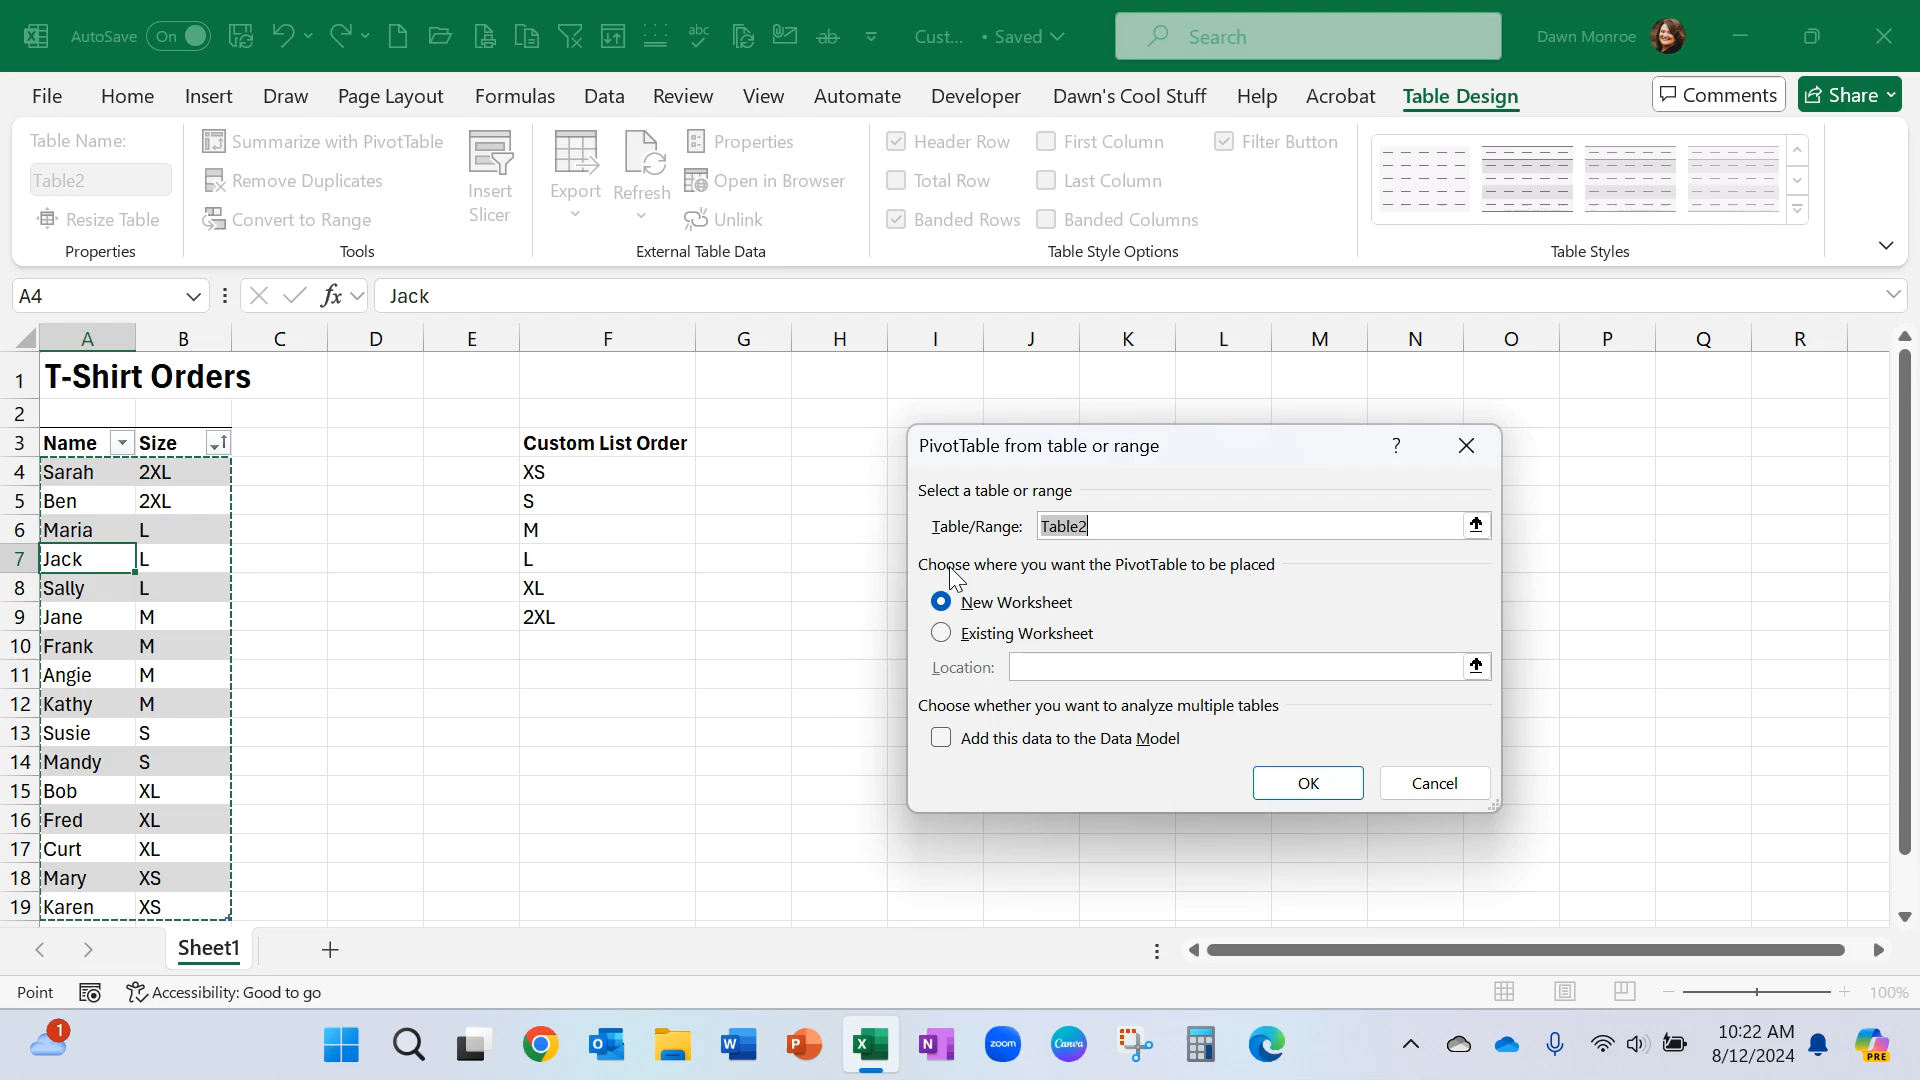 AutoSave On Cust... • Saved Search Dawn Monroe
File Home Insert Draw Page Layout Formulas Data Review View Automate Developer Dawn's Cool Stuff Help Acrobat Table Design Comments Share
Table Name:
Table2
Resize Table
Properties
Summarize with PivotTable
Remove Duplicates
Convert to Range
Insert
Slicer
Tools
Export
Refresh
Properties
Open in Browser
Unlink
External Table Data
Header Row First Column Filter Button
Total Row Last Column
Banded Rows Banded Columns
Table Style Options
Table Styles
A4 fx Jack
A B C D E F G H I J K L M N O P Q R
1 T-Shirt Orders
2
3 Name Size Custom List Order
4 Sarah 2XL XS
5 Ben 2XL S
6 Maria L M
7 Jack L L
8 Sally L XL
9 Jane M 2XL
10 Frank M
11 Angie M
12 Kathy M
13 Susie S
14 Mandy S
15 Bob XL
16 Fred XL
17 Curt XL
18 Mary XS
19 Karen XS
PivotTable from table or range ?
Select a table or range
Table/Range: Table2
Choose where you want the PivotTable to be placed
New Worksheet
Existing Worksheet
Location:
Choose whether you want to analyze multiple tables
Add this data to the Data Model
OK Cancel
Sheet1
Point Accessibility: Good to go 100%
1 zoom Canva 10:22 AM
8/12/2024 PRE